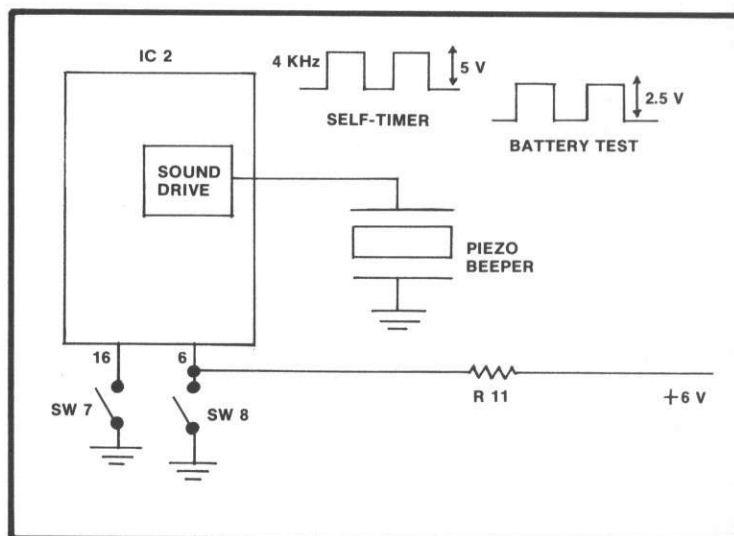 IC 2
4 KHz
5 V
SELF-TIMER
2.5 V
BATTERY TEST
SOUND
DRIVE
PIEZO
BEEPER
16
6
SW 7
SW 8
R 11
+6 V